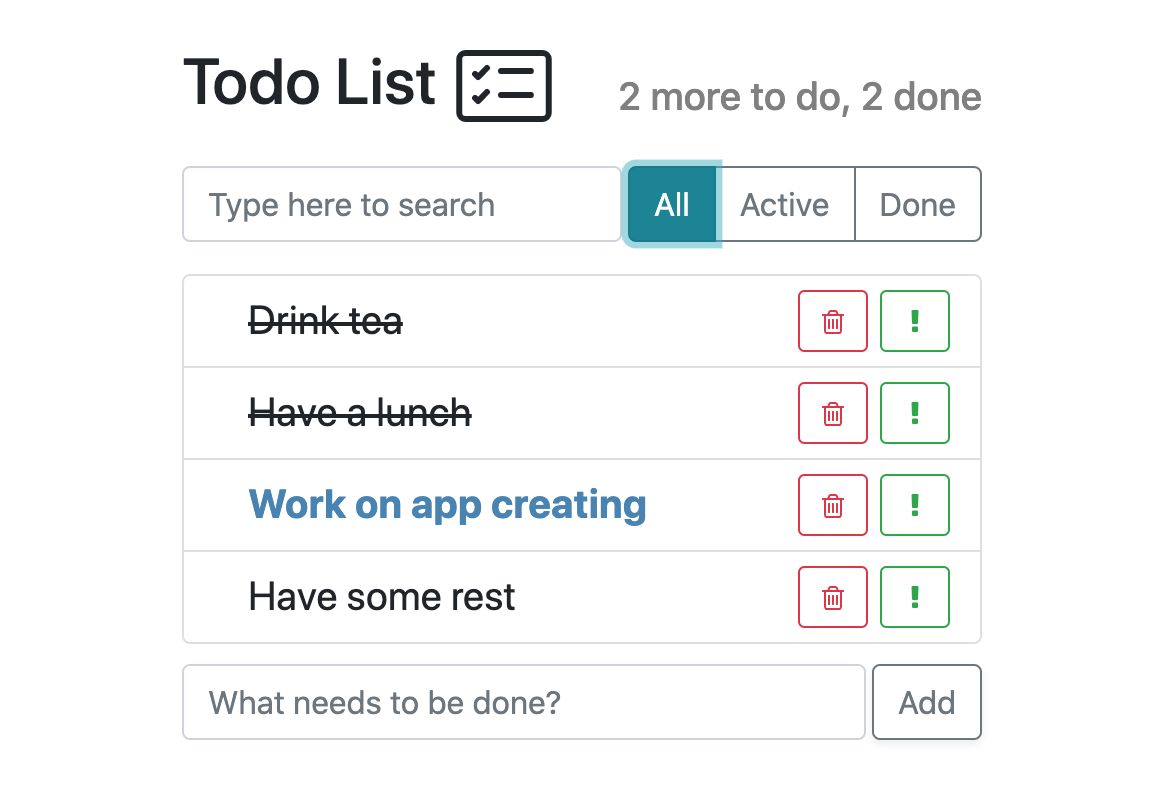 Todo List
2 more to do, 2 done
Type here to search
All
Active
Done
Drink tea
!
Have a lunch
!
Work on app creating
!
Have some rest
!
What needs to be done?
Add